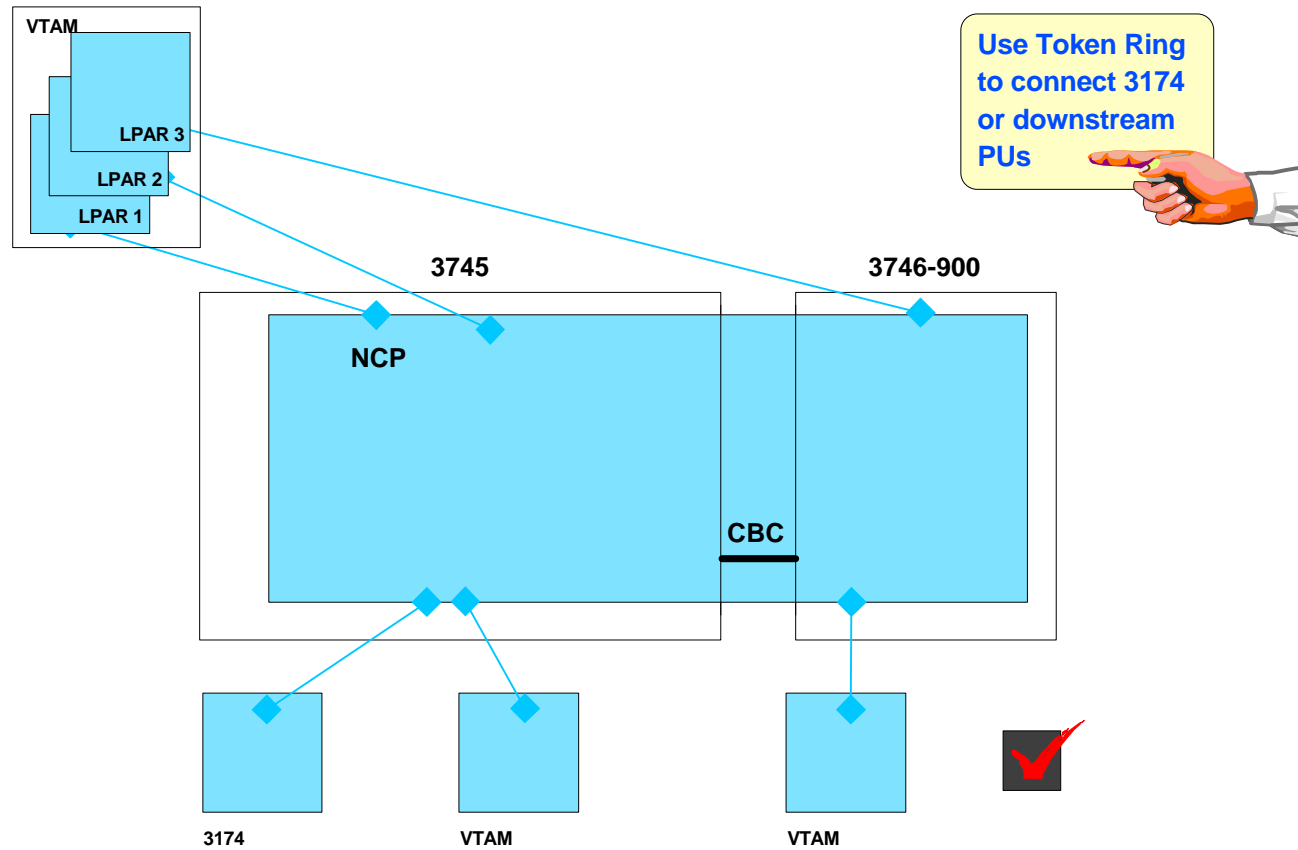 VTAM
LPAR 3
LPAR 2
LPAR 1
Use Token Ring
to connect 3174
or downstream
PUs
3745
3746-900
NCP
CBC
3174
VTAM
VTAM